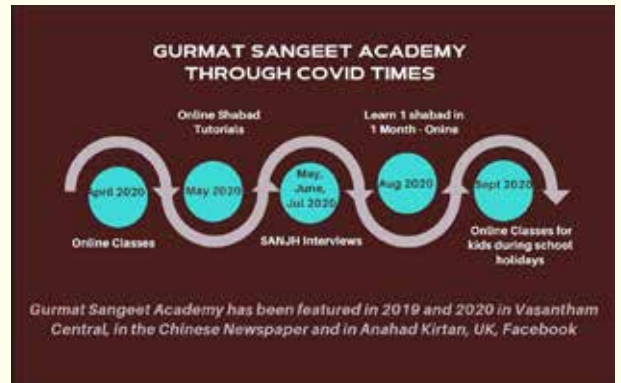 GURMAT SANGEET ACADEMY
THROUGH COVID TIMES
Online Shabad
Tutorials
Learn 1 shabad in
1 Month - Onine
April 2020
May 2020
May,
June,
Jul 2020
Aug 2020
Sept 2020
Online Classes
SANJH Interviews
Online Classes for
kids during school
holidays
Gurmat Sangeet Academy has been featured in 2019 and 2020 in Vasantham
Central, in the Chinese Newspaper and in Anahad Kirtan, UK, Facebook